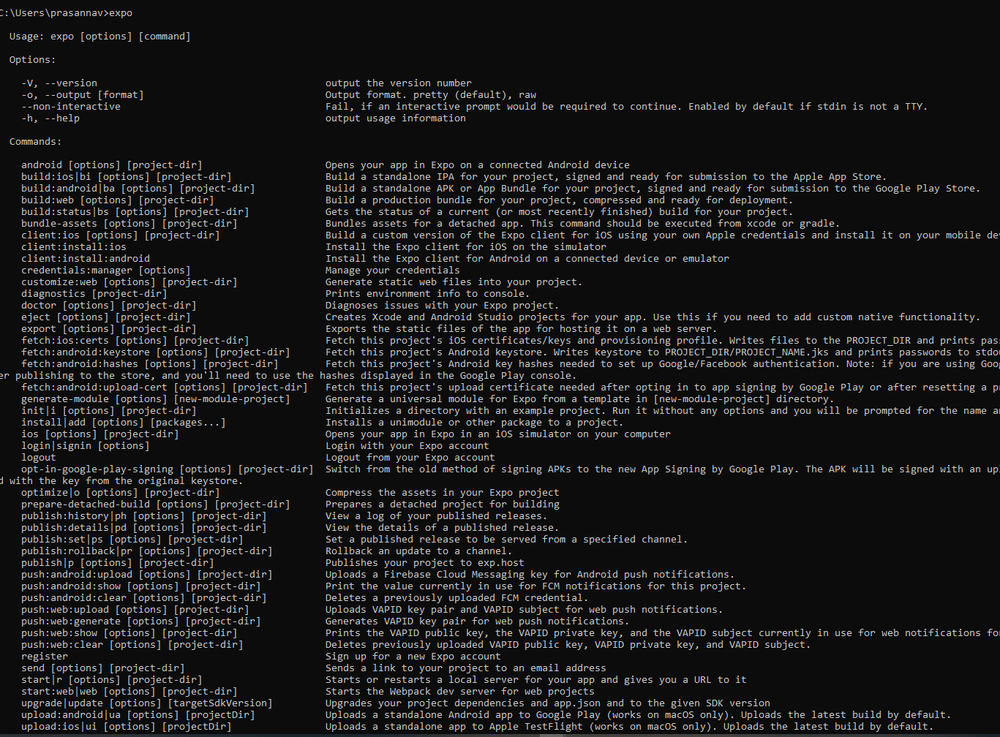 C:\Users\prasannav>expo
Usage: expo [options] [command]
Options:
-V, --version output the version number
-o, --output [format] Output format. pretty (default), raw
--non-interactive Fail, if an interactive prompt would be required to continue. Enabled by default if stdin is not a TTY.
-h, --help output usage information
Commands:
android [options] [project-dir] Opens your app in Expo on a connected Android device
build:ios|bi [options] [project-dir] Build a standalone IPA for your project, signed and ready for submission to the Apple App Store.
build:android|ba [options] [project-dir] Build a standalone APK or App Bundle for your project, signed and ready for submission to the Google Play Store.
build:web [options] [project-dir] Build a production bundle for your project, compressed and ready for deployment.
build:status|bs [options] [project-dir] Gets the status of a current (or most recently finished) build for your project.
bundle-assets [options] [project-dir] Bundles assets for a detached app. This command should be executed from xcode or gradle.
client:ios [options] [project-dir] Build a custom version of the Expo client for iOS using your own Apple credentials and install it on your mobile de
client:install:ios Install the Expo client for iOS on the simulator
client:install:android Install the Expo client for Android on a connected device or emulator
credentials:manager [options] Manage your credentials
customize:web [options] [project-dir] Generate static web files into your project.
diagnostics [project-dir] Prints environment info to console.
doctor [options] [project-dir] Diagnoses issues with your Expo project.
eject [options] [project-dir] Creates Xcode and Android Studio projects for your app. Use this if you need to add custom native functionality.
export [options] [project-dir] Exports the static files of the app for hosting it on a web server.
fetch:ios:certs [options] [project-dir] Fetch this project's iOS certificates/keys and provisioning profile. Writes files to the PROJECT_DIR and prints pas
fetch:android:keystore [options] [project-dir] Fetch this project's Android keystore. Writes keystore to PROJECT_DIR/PROJECT_NAME.jks and prints passwords to stdo
fetch:android:hashes [options] [project-dir] Fetch this project's Android key hashes needed to set up Google/Facebook authentication. Note: if you are using Goo
er publishing to the store, and you'll need to use the hashes displayed in the Google Play console.
fetch:android:upload-cert [options] [project-dir] Fetch this project's upload certificate needed after opting in to app signing by Google Play or after resetting a p
generate-module [options] [new-module-project] Generate a universal module for Expo from a template in [new-module-project] directory.
init|i [options] [project-dir] Initializes a directory with an example project. Run it without any options and you will be prompted for the name a
install|add [options] [packages...] Installs a unimodule or other package to a project.
ios [options] [project-dir] Opens your app in Expo in an iOS simulator on your computer
login|signin [options] Login with your Expo account
logout Logout from your Expo account
opt-in-google-play-signing [options] [project-dir] Switch from the old method of signing APKs to the new App Signing by Google Play. The APK will be signed with an up
d with the key from the original keystore.
optimize|o [options] [project-dir] Compress the assets in your Expo project
prepare-detached-build [options] [project-dir] Prepares a detached project for building
publish:history|ph [options] [project-dir] View a log of your published releases.
publish:details|pd [options] [project-dir] View the details of a published release.
publish:set|ps [options] [project-dir] Set a published release to be served from a specified channel.
publish:rollback|pr [options] [project-dir] Rollback an update to a channel.
publish|p [options] [project-dir] Publishes your project to exp.host
push:android:upload [options] [project-dir] Uploads a Firebase Cloud Messaging key for Android push notifications.
push:android:show [options] [project-dir] Print the value currently in use for FCM notifications for this project.
push:android:clear [options] [project-dir] Deletes a previously uploaded FCM credential.
push:web:upload [options] [project-dir] Uploads VAPID key pair and VAPID subject for web push notifications.
push:web:generate [options] [project-dir] Generates VAPID key pair for web push notifications.
push:web:show [options] [project-dir] Prints the VAPID public key, the VAPID private key, and the VAPID subject currently in use for web notifications fo
push:web:clear [options] [project-dir] Deletes previously uploaded VAPID public key, VAPID private key, and VAPID subject.
register Sign up for a new Expo account
send [options] [project-dir] Sends a link to your project to an email address
start|r [options] [project-dir] Starts or restarts a local server for your app and gives you a URL to it
start:web|web [options] [project-dir] Starts the Webpack dev server for web projects
upgrade|update [options] [targetSdkVersion] Upgrades your project dependencies and app.json and to the given SDK version
upload:android|ua [options] [projectDir] Uploads a standalone Android app to Google Play (works on macOS only). Uploads the latest build by default.
upload:ios|ui [options] [projectDir] Uploads a standalone app to Apple TestFlight (works on macOS only). Uploads the latest build by default.